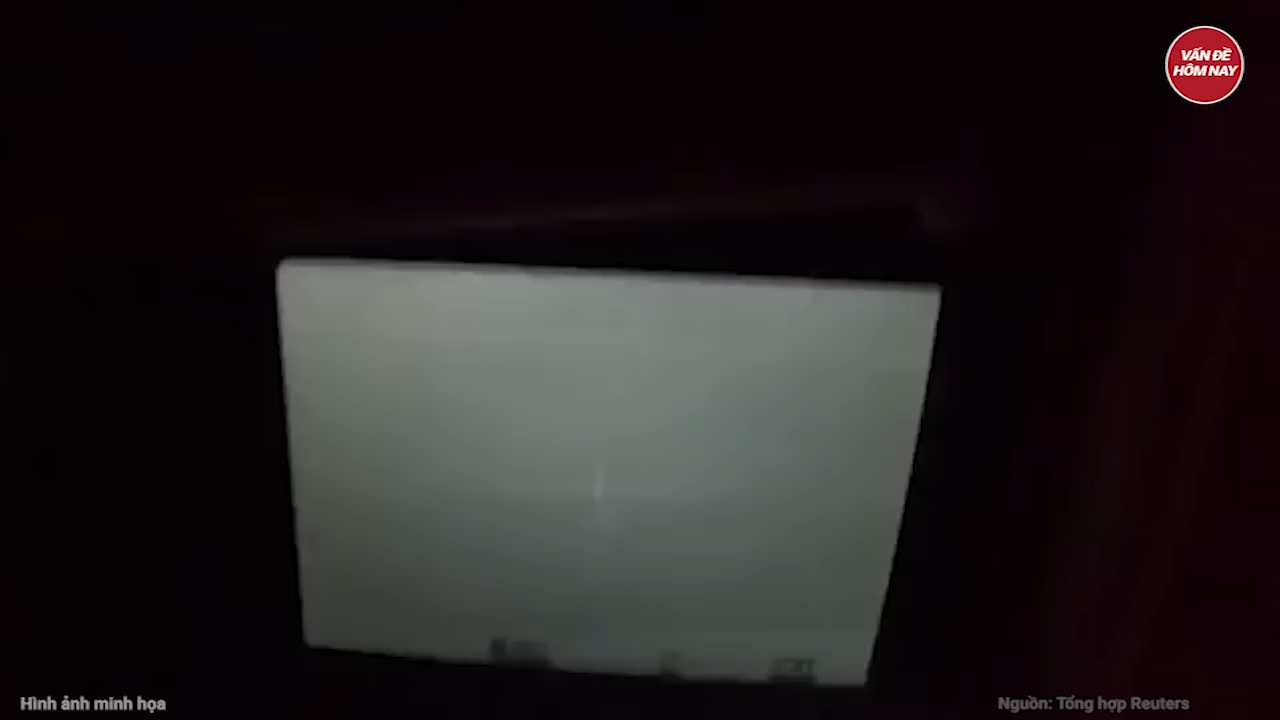 VẤN ĐỀ
HÔM NAY
Hình ảnh minh họa
Nguồn: Tổng hợp Reuters